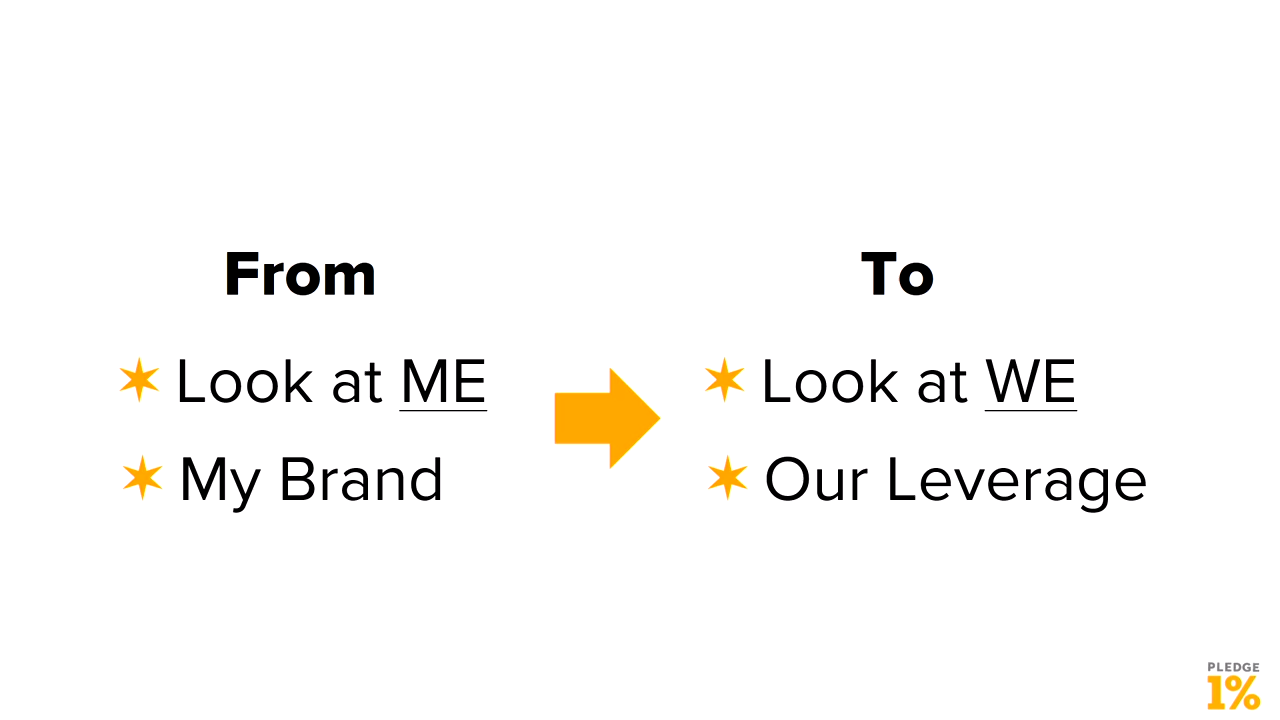 From
Look at ME
My Brand
To
Look at WE
Our Leverage
PLEDGE
1%